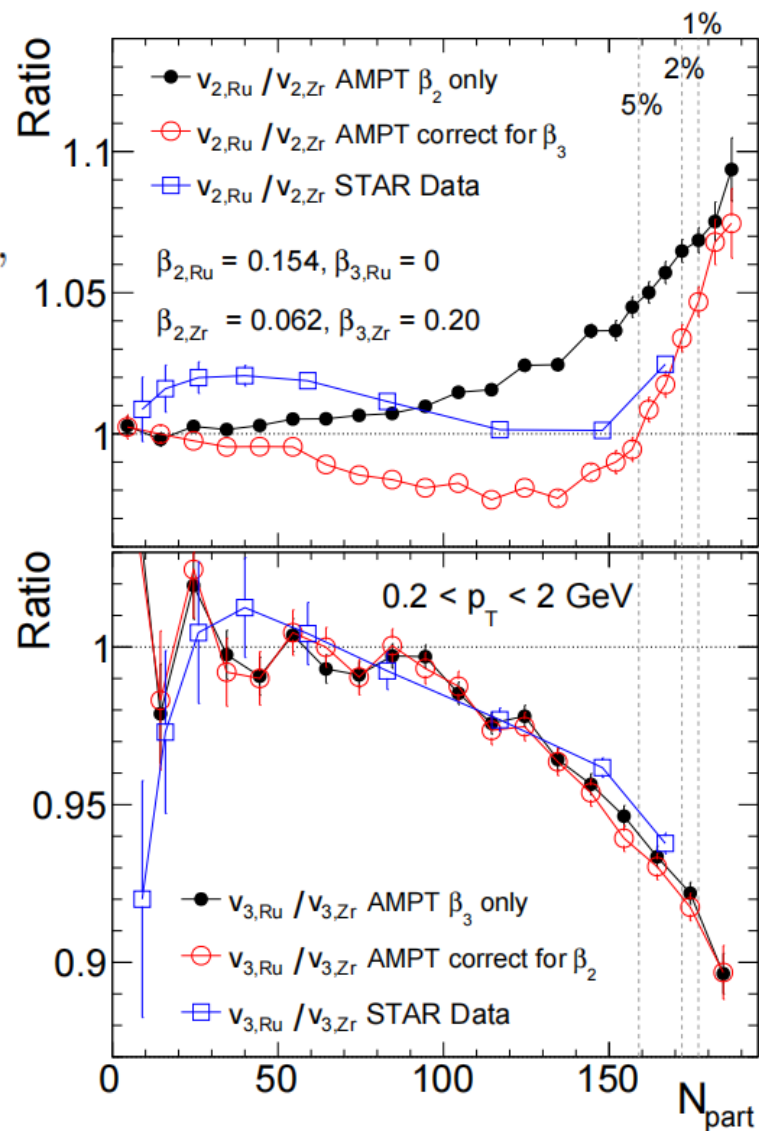 1%
2%
5%
Ratio
v2,Ru / v2,Zr AMPT β2 only
v2,Ru / v2,Zr AMPT correct for β3
v2,Ru / v2,Zr STAR Data
,
β2,Ru = 0.154, β3,Ru = 0
β2,Zr = 0.062, β3,Zr = 0.20
1.1
1.05
1
Ratio
0.2 < pT < 2 GeV
1
0.95
0.9
v3,Ru / v3,Zr AMPT β3 only
v3,Ru / v3,Zr AMPT correct for β2
v3,Ru / v3,Zr STAR Data
0 50 100 150 Npart